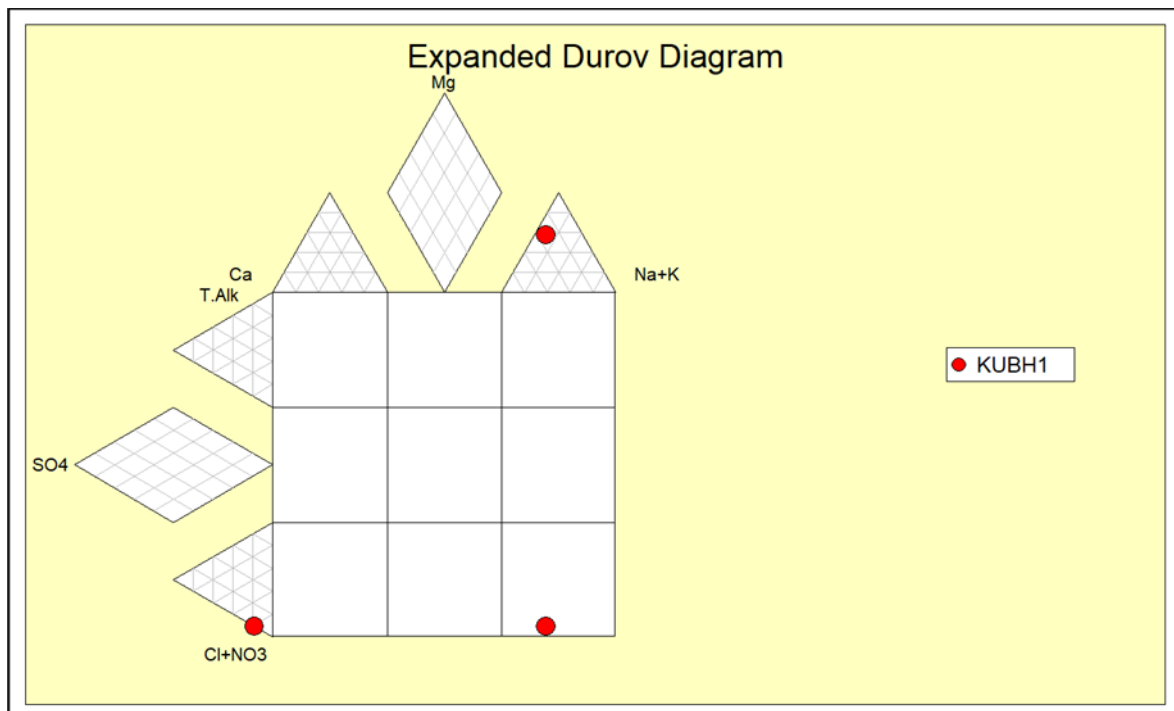 Expanded Durov Diagram
Mg
Ca
Na+K
T.Alk
KUBH1
SO4
Cl+NO3